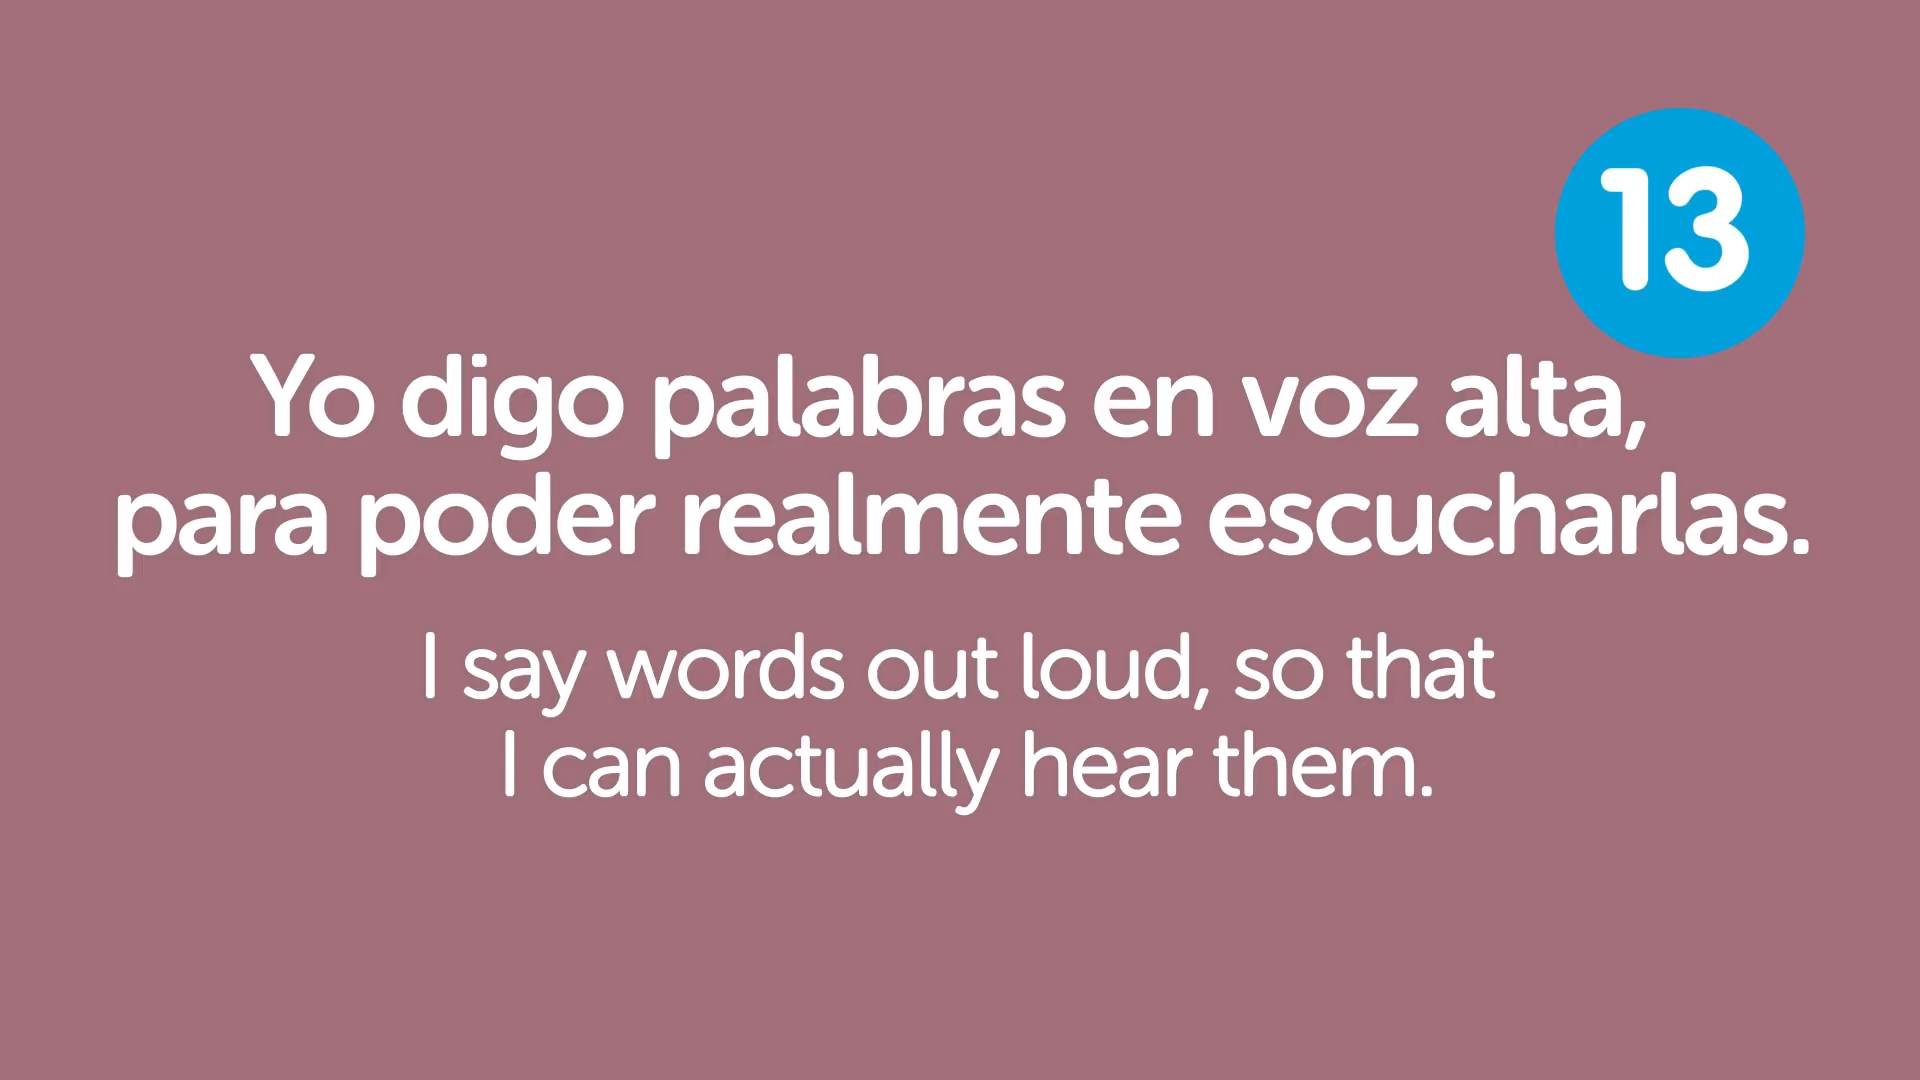 13
Yo digo palabras en voz alta,
para poder realmente escucharlas.
I say words out loud, so that
I can actually hear them.